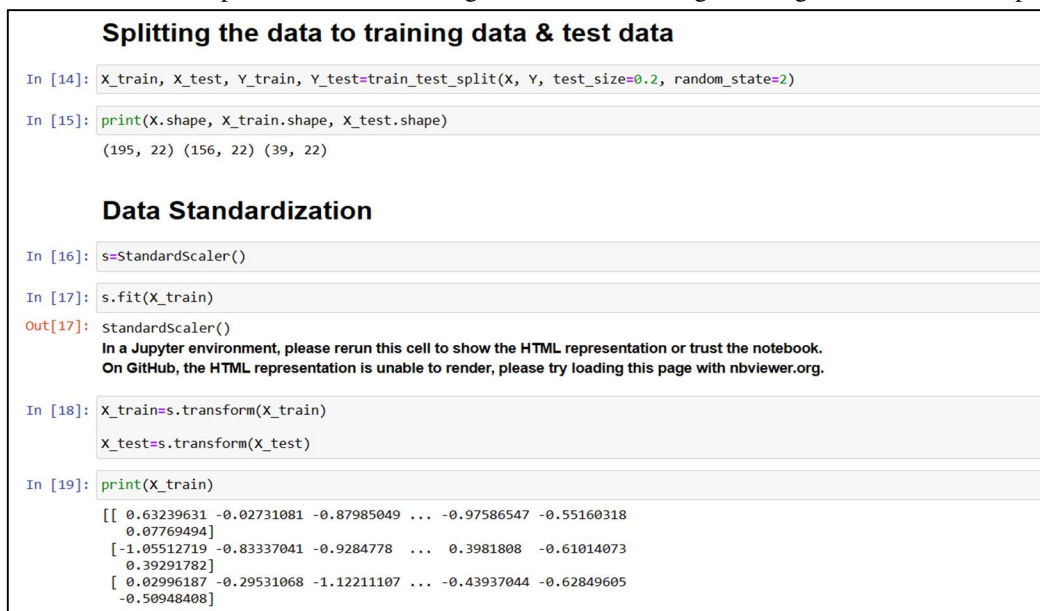 Splitting the data to training data & test data
In [14]: X_train, X_test, Y_train, Y_test=train_test_split(X, Y, test_size=0.2, random_state=2)
In [15]: print(X.shape, X_train.shape, X_test.shape)
(195, 22) (156, 22) (39, 22)
Data Standardization
In [16]: s=StandardScaler()
In [17]: s.fit(X_train)
Out[17]: StandardScaler()
In a Jupyter environment, please rerun this cell to show the HTML representation or trust the notebook.
On GitHub, the HTML representation is unable to render, please try loading this page with nbviewer.org.
In [18]: X_train=s.transform(X_train)
X_test=s.transform(X_test)
In [19]: print(X_train)
[[ 0.63239631 -0.02731081 -0.87985049 ... -0.97586547 -0.55160318
0.07769494]
[-1.05512719 -0.83337041 -0.9284778 ... 0.3981808 -0.61014073
0.39291782]
[ 0.02996187 -0.29531068 -1.12211107 ... -0.43937044 -0.62849605
-0.50948408]